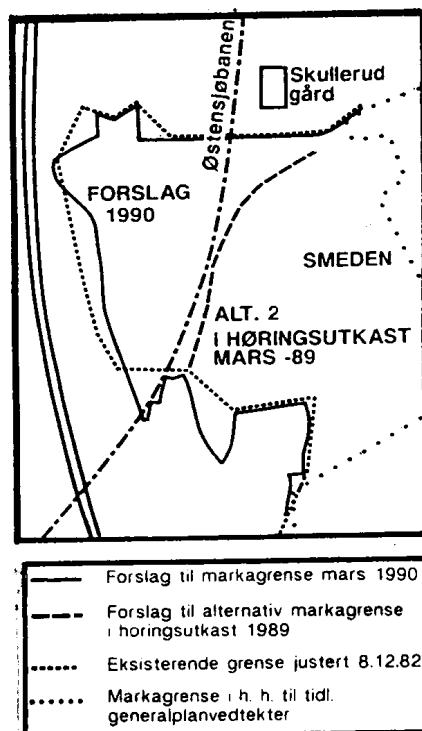 Østensjøbanen
Skullerud
gård
FORSLAG
1990
SMEDEN
ALT. 2
I HØRINGSUTKAST
MARS -89
Forslag til markagrense mars 1990
Forslag til alternativ markagrense
i horingsutkast 1989
Eksisterende grense justert 8.12.82
Markagrense i h. h. til tidl.
generalplanvedtekter